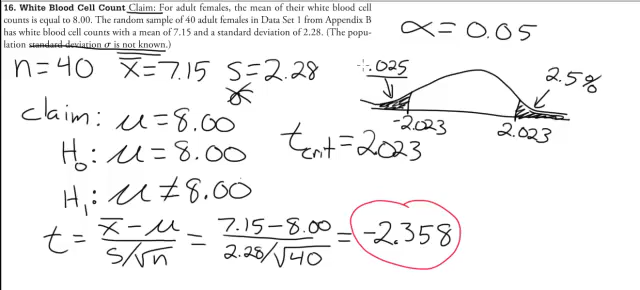 16. White Blood Cell Count Claim: For adult females, the mean of their white blood cell
counts is equal to 8.00. The random sample of 40 adult females in Data Set 1 from Appendix B
has white blood cell counts with a mean of 7.15 and a standard deviation of 2.28. (The popu-
lation standard deviation σ is not known.)
α = 0.05
n = 40 x̄ = 7.15 s = 2.28
.025
2.5%
-2.023 2.023
claim: μ = 8.00
H₀: μ = 8.00
t crit = 2.023
H₁: μ ≠ 8.00
t = x̄ - μ / s/√n = 7.15 - 8.00 / 2.28/√40 = -2.358